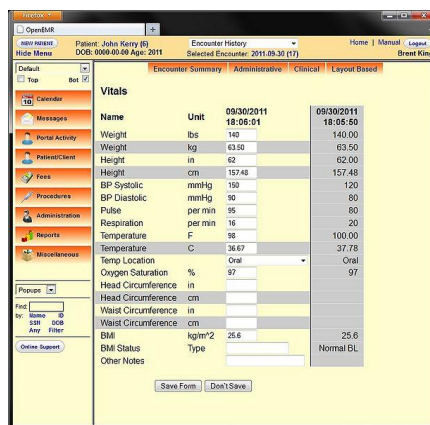 Firefox
OpenEMR
+
NEW PATIENT
Patient: John Kerry (6)
Encounter History
Home | Manual Logout
Hide Menu
DOB: 0000-00-00 Age: 2011
Selected Encounter: 2011-09-30 (17)
Brent King
Default
Encounter Summary Administrative Clinical Layout Based
Top Bot
Calendar
Messages
Portal Activity
Patient/Client
Fees
Procedures
Administration
Reports
Miscellaneous
Popups
Find:
by: Name ID
SSN DOB
Any Filter
Online Support
Vitals
Name Unit 09/30/2011 18:06:01 09/30/2011 18:05:50
Weight lbs 140 140.00
Weight kg 63.50 63.50
Height in 62 62.00
Height cm 157.48 157.48
BP Systolic mmHg 150 120
BP Diastolic mmHg 90 80
Pulse per min 95 80
Respiration per min 16 20
Temperature F 98 100.00
Temperature C 36.67 37.78
Temp Location Oral Oral
Oxygen Saturation % 97 97
Head Circumference in
Head Circumference cm
Waist Circumference in
Waist Circumference cm
BMI kg/m^2 25.6 25.6
BMI Status Type Normal BL
Other Notes
Save Form Don't Save